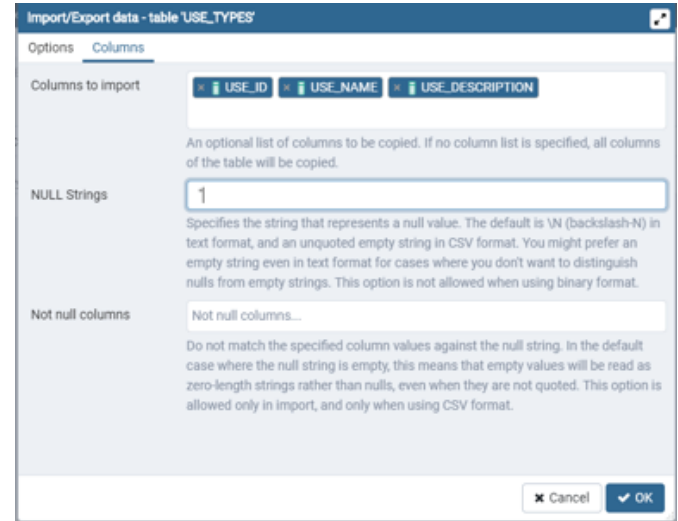 Import/Export data - table 'USE_TYPES'
Options Columns
Columns to import
× USE_ID × USE_NAME × USE_DESCRIPTION
An optional list of columns to be copied. If no column list is specified, all columns
of the table will be copied.
NULL Strings
1
Specifies the string that represents a null value. The default is \N (backslash-N) in
text format, and an unquoted empty string in CSV format. You might prefer an
empty string even in text format for cases where you don't want to distinguish
nulls from empty strings. This option is not allowed when using binary format.
Not null columns
Not null columns...
Do not match the specified column values against the null string. In the default
case where the null string is empty, this means that empty values will be read as
zero-length strings rather than nulls, even when they are not quoted. This option is
allowed only in import, and only when using CSV format.
× Cancel ✔ OK